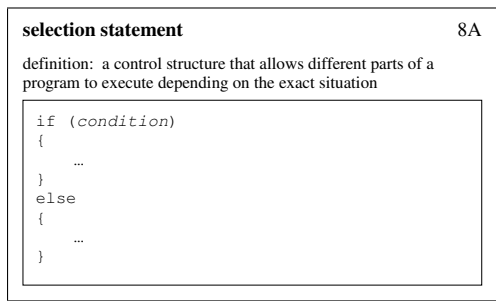 selection statement 8A
definition: a control structure that allows different parts of a
program to execute depending on the exact situation
if (condition)
{
…
}
else
{
…
}